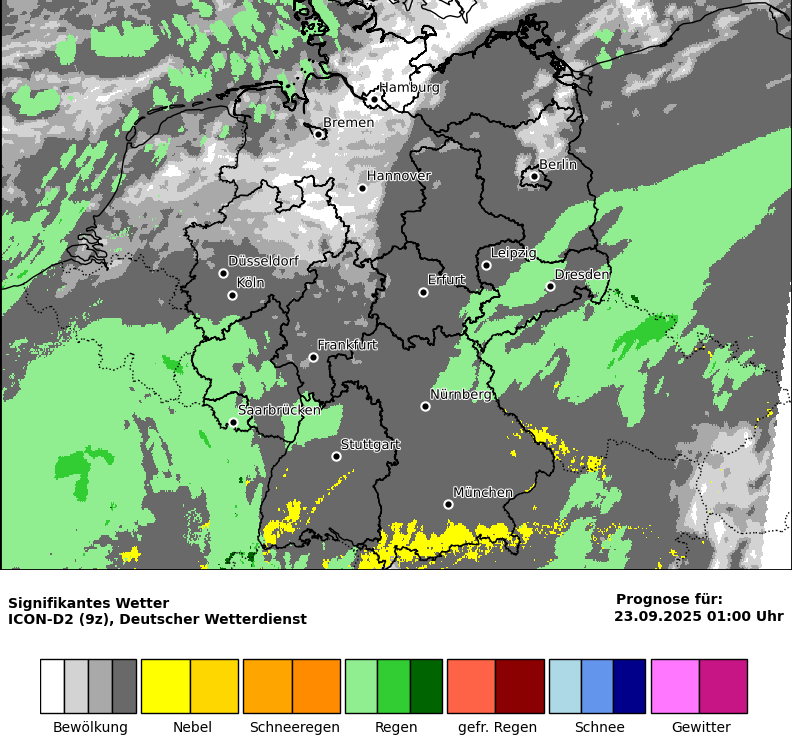 Hamburg
Bremen
Berlin
Hannover
Leipzig
Düsseldorf
Dresden
Köln
Erfurt
Frankfurt
Nürnberg
Saarbrücken
Stuttgart
München
Signifikantes Wetter
ICON-D2 (9z), Deutscher Wetterdienst
Prognose für:
23.09.2025 01:00 Uhr
Bewölkung Nebel Schneeregen Regen gefr. Regen Schnee Gewitter